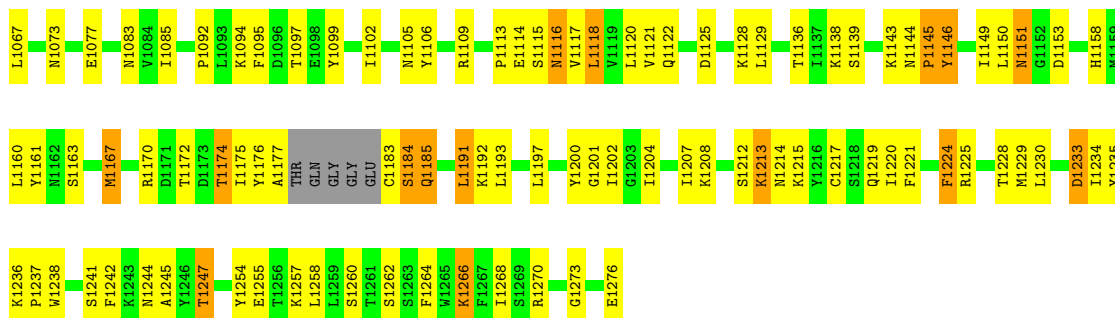 L1067 N1073 E1077 N1083 V1084 I1085 P1092 L1093 K1094 F1095 D1096 T1097 E1098 Y1099 I1102 N1105 Y1106 R1109 P1113 E1114 S1115 N1116 V1117 L1118 V1119 L1120 V1121 Q1122 D1125 K1128 L1129 T1136 I1137 K1138 S1139 K1143 N1144 P1145 Y1146 I1149 L1150 N1151 G1152 D1153 H1158 M1159
L1160 Y1161 N1162 S1163 M1167 R1170 D1171 T1172 D1173 T1174 I1175 Y1176 A1177 THR GLN GLY GLY GLU C1183 S1184 Q1185 L1191 K1192 L1193 L1197 Y1200 G1201 I1202 G1203 I1204 I1207 K1208 S1212 K1213 N1214 K1215 Y1216 C1217 S1218 Q1219 I1220 F1221 F1224 R1225 T1228 M1229 L1230 D1233 I1234 Y1235
K1236 P1237 W1238 S1241 F1242 K1243 N1244 A1245 Y1246 T1247 Y1254 E1255 T1256 K1257 L1258 L1259 S1260 T1261 S1262 S1263 F1264 W1265 K1266 F1267 I1268 S1269 R1270 G1273 E1276